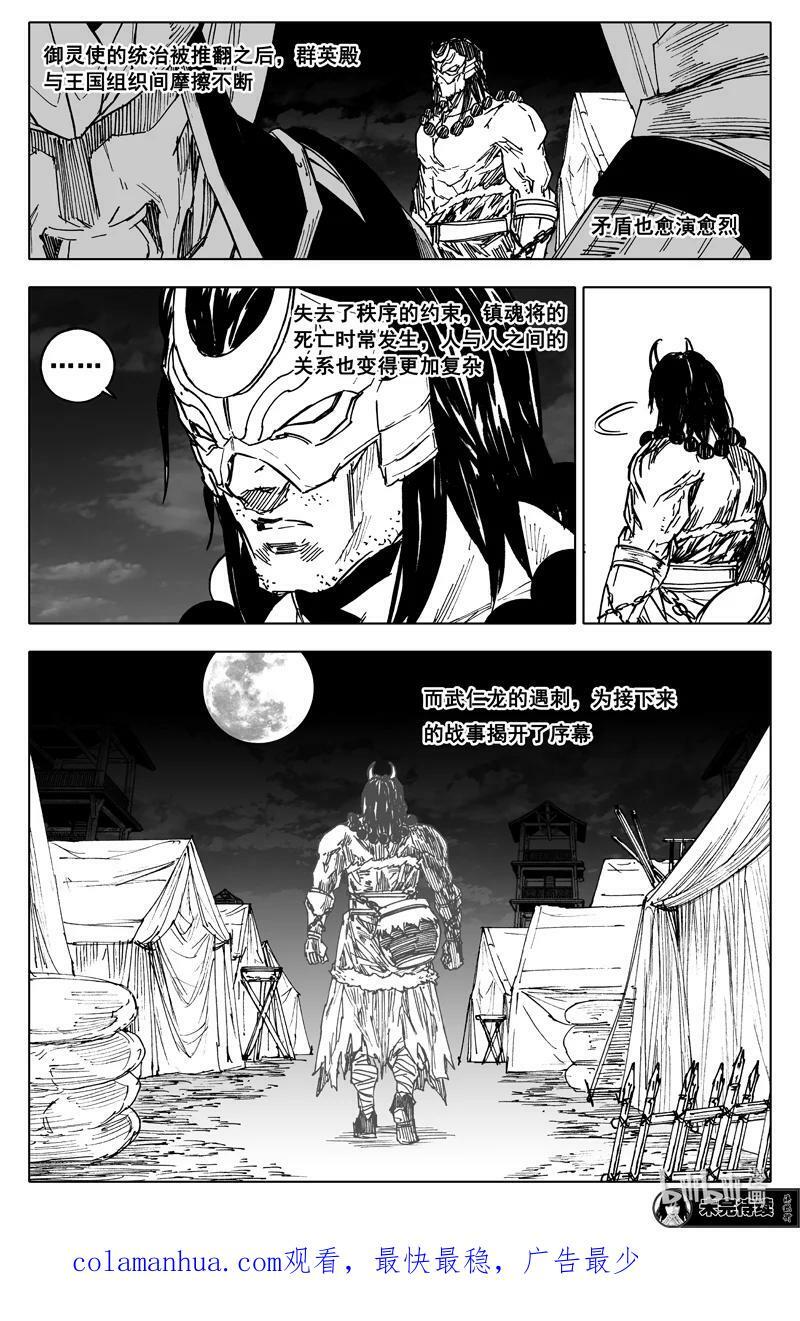 御灵使的统治被推翻之后，群英殿
与王国组织间摩擦不断
矛盾也愈演愈烈
失去了秩序的约束，镇魂将的
死亡时常发生，人与人之间的
关系也变得更加复杂
……
而武仁龙的遇刺，为接下来
的战事揭开了序幕
未完待续
colamanhua.com观看，最快最稳，广告最少